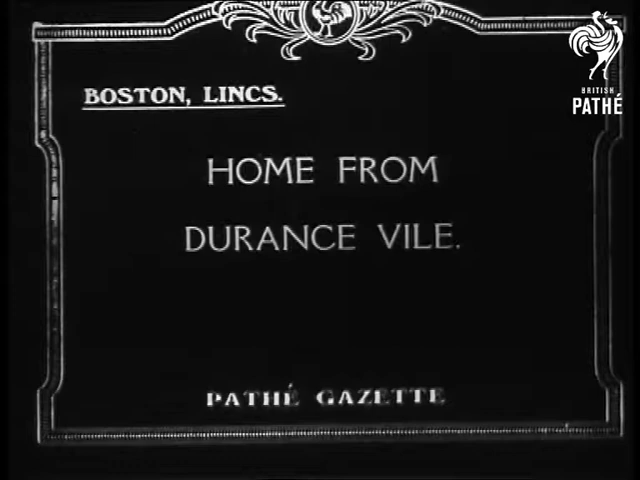 BOSTON, LINCS.
HOME FROM
DURANCE VILE.
PATHÉ GAZETTE
BRITISH
PATHÉ